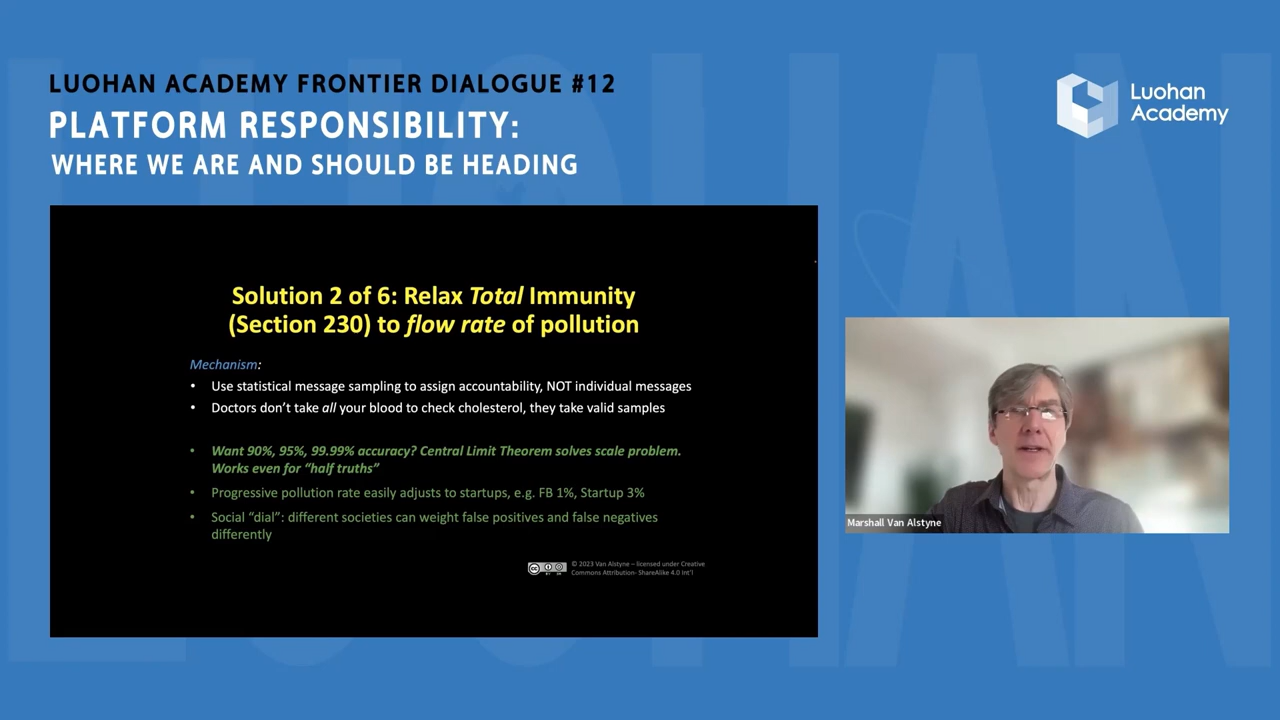 LUOHAN ACADEMY FRONTIER DIALOGUE #12
PLATFORM RESPONSIBILITY:
WHERE WE ARE AND SHOULD BE HEADING
Luohan
Academy
Solution 2 of 6: Relax Total Immunity
(Section 230) to flow rate of pollution
Mechanism:
• Use statistical message sampling to assign accountability, NOT individual messages
• Doctors don’t take all your blood to check cholesterol, they take valid samples
• Want 90%, 95%, 99.99% accuracy? Central Limit Theorem solves scale problem.
Works even for “half truths”
• Progressive pollution rate easily adjusts to startups, e.g. FB 1%, Startup 3%
• Social “dial”: different societies can weight false positives and false negatives
differently
© 2023 Van Alstyne – licensed under Creative
Commons Attribution- ShareAlike 4.0 Int'l
Marshall Van Alstyne